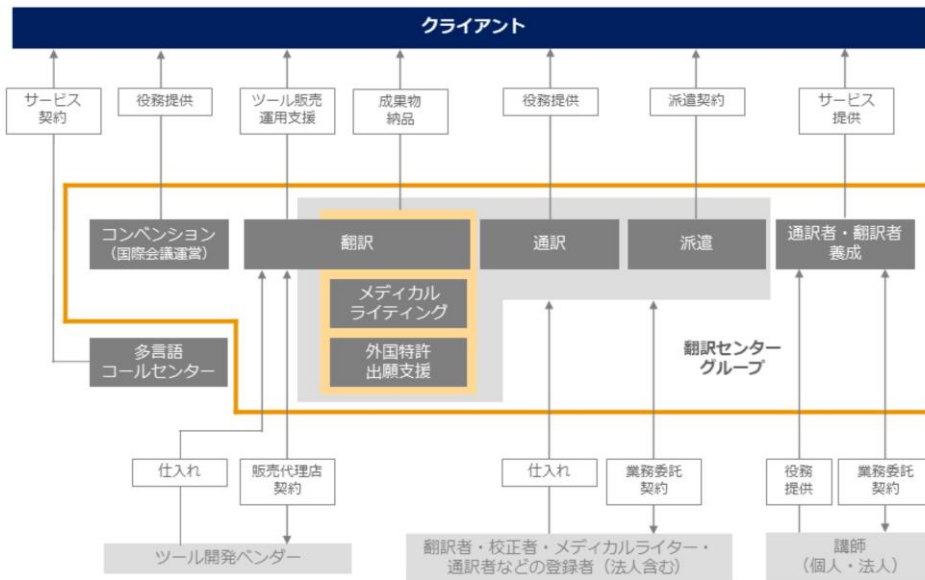 クライアント
サービス
契約
役務提供
ツール販売
運用支援
成果物
納品
役務提供
派遣契約
サービス
提供
コンベンション
（国際会議運営）
翻訳
通訳
派遣
通訳者・翻訳者
養成
メディカル
ライティング
多言語
コールセンター
外国特許
出願支援
翻訳センター
グループ
仕入れ
販売代理店
契約
仕入れ
業務委託
契約
役務
提供
業務委託
契約
ツール開発ベンダー
翻訳者・校正者・メディカルライター・
通訳者などの登録者（法人含む）
講師
（個人・法人）